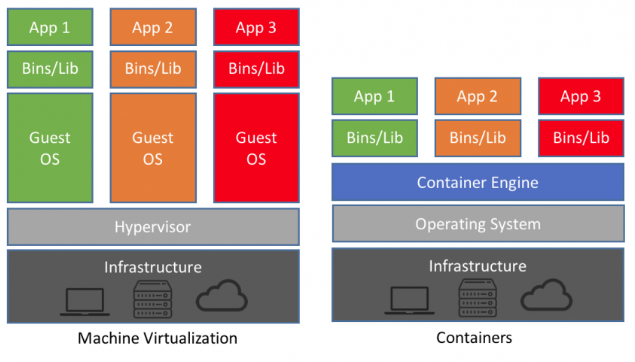 App 1 App 2 App 3
Bins/Lib Bins/Lib Bins/Lib
Guest Guest Guest
OS OS OS
Hypervisor
Infrastructure
Machine Virtualization
App 1 App 2 App 3
Bins/Lib Bins/Lib Bins/Lib
Container Engine
Operating System
Infrastructure
Containers